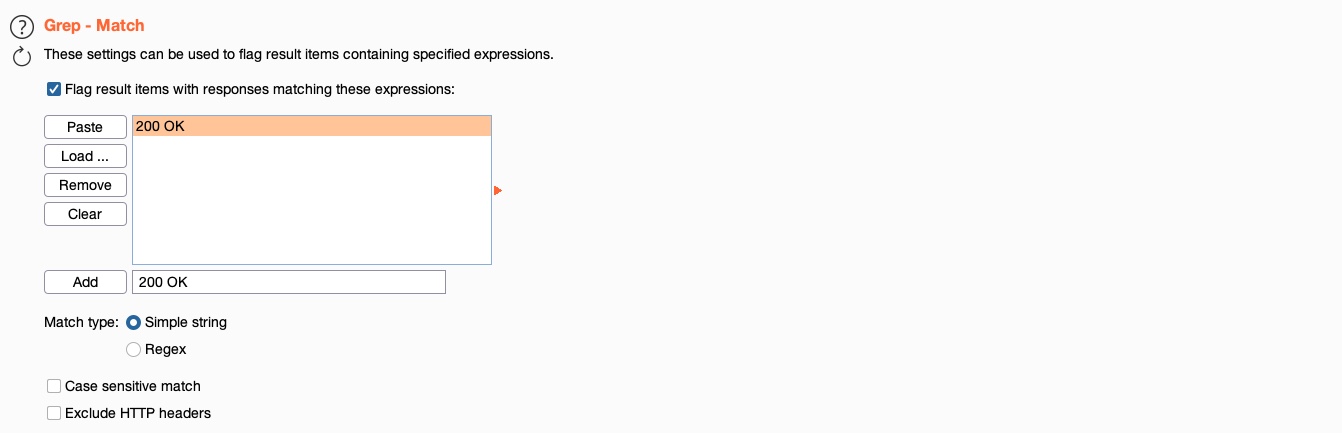 Grep - Match
These settings can be used to flag result items containing specified expressions.
Flag result items with responses matching these expressions:
Paste
200 OK
Load ...
Remove
Clear
Add
200 OK
Match type:
Simple string
Regex
Case sensitive match
Exclude HTTP headers